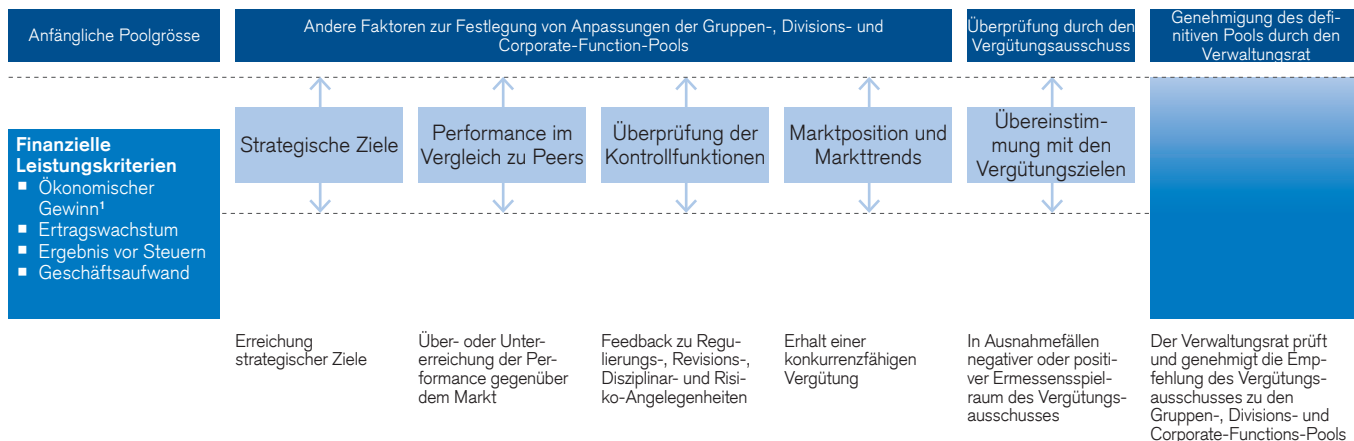 Anfängliche Poolgrösse
Andere Faktoren zur Festlegung von Anpassungen der Gruppen-, Divisions- und
Corporate-Function-Pools
Überprüfung durch den
Vergütungsausschuss
Genehmigung des defi-
nitiven Pools durch den
Verwaltungsrat
Finanzielle
Leistungskriterien
■ Ökonomischer
Gewinn¹
■ Ertragswachstum
■ Ergebnis vor Steuern
■ Geschäftsaufwand
Strategische Ziele
Performance im
Vergleich zu Peers
Überprüfung der
Kontrollfunktionen
Marktposition und
Markttrends
Übereinstim-
mung mit den
Vergütungszielen
Erreichung
strategischer Ziele
Über- oder Unter-
erreichung der Per-
formance gegenüber
dem Markt
Feedback zu Regu-
lierungs-, Revisions-,
Disziplinar- und Risi-
ko-Angelegenheiten
Erhalt einer
konkurrenzfähigen
Vergütung
In Ausnahmefällen
negativer oder positi-
ver Ermessensspiel-
raum des Vergütungs-
ausschusses
Der Verwaltungsrat prüft
und genehmigt die Emp-
fehlung des Vergütungs-
ausschusses zu den
Gruppen-, Divisions- und
Corporate-Functions-Pools